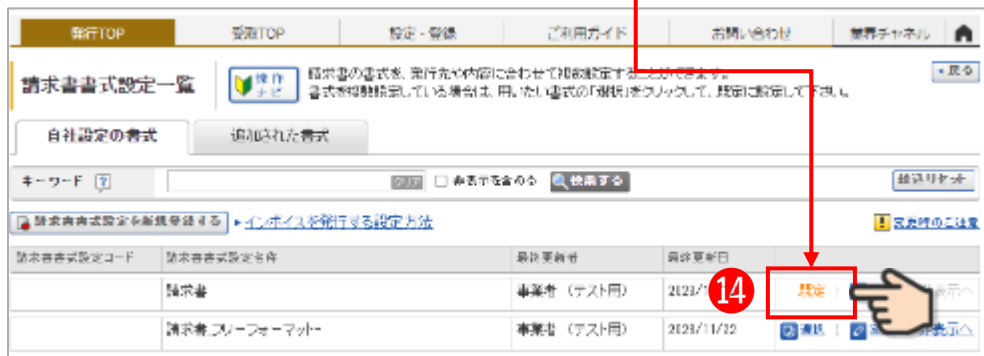 発行TOP 受取TOP 設定・登録 ご利用ガイド お問い合わせ 業界チャネル
請求書書式設定一覧 操作ナビ 請求書の書式を、発行先や内容に合わせて複数設定することができます。
書式を複数設定している場合は、用いたい書式の「選択」をクリックして、既定に設定して下さい。
戻る
自社設定の書式 追加された書式
キーワード ? クリア 非表示を含める 検索する 絞込リセット
請求書書式設定を新規登録する インボイスを発行する設定方法 変更時のご注意
請求書書式設定コード 請求書書式設定名称 最終更新者 最終更新日
請求書 事業者 (テスト用) 2023/1 14 既定 表示へ
請求書_フリーフォーマット- 事業者 (テスト用) 2023/11/22 選択 非表示へ